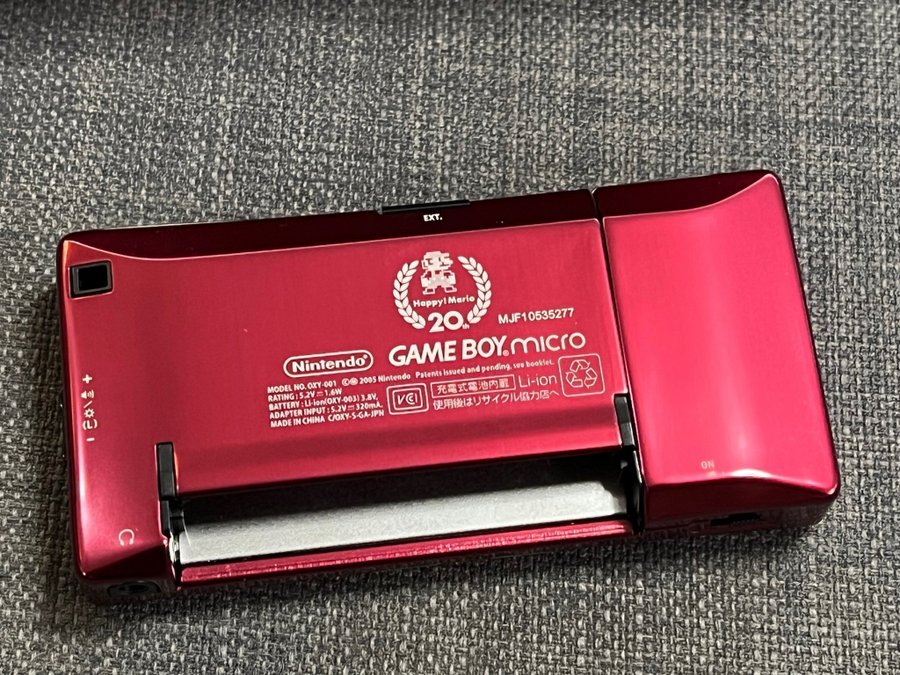 EXT.
Happy! Mario
20th
MJF10535277
Nintendo®
GAME BOY® micro
MODEL NO. OXY-001 ©® 2005 Nintendo Patents issued and pending, see booklet.
RATING : 5.2V⎓1.6W
BATTERY : Li-ion(OXY-003) 3.8V,
ADAPTER INPUT : 5.2V⎓320mA.
MADE IN CHINA C/OXY-S-GA-JPN
VCI
充電式電池内蔵 Li-ion
使用後はリサイクル協力店へ
ON